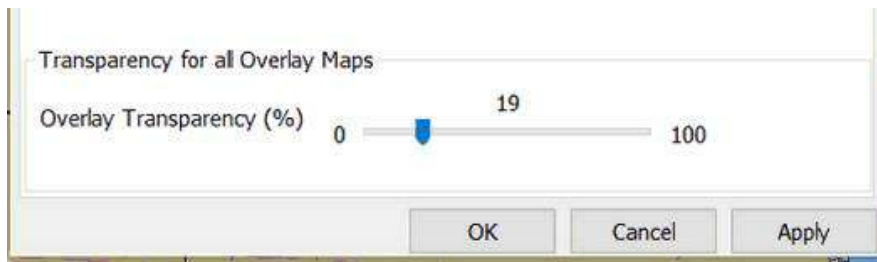 Transparency for all Overlay Maps
19
Overlay Transparency (%) 0 100
OK Cancel Apply